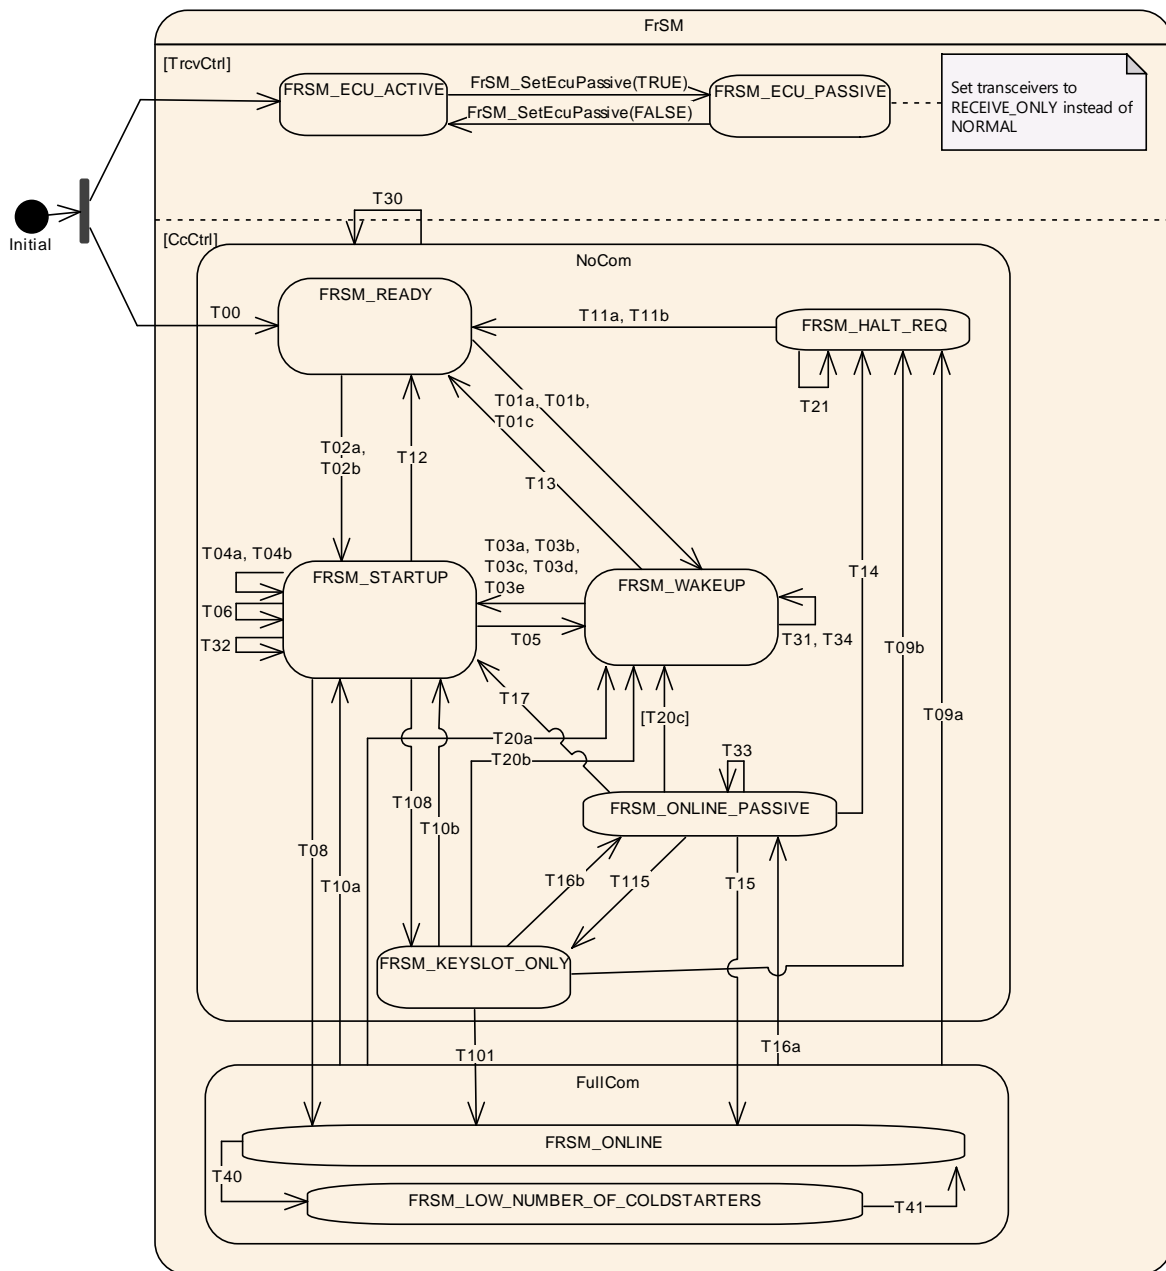 FrSM
[TrcvCtrl]
FRSM_ECU_ACTIVE
FrSM_SetEcuPassive(TRUE)
FrSM_SetEcuPassive(FALSE)
FRSM_ECU_PASSIVE
Set transceivers to
RECEIVE_ONLY instead of
NORMAL
Initial
T30
[CcCtrl]
NoCom
FRSM_READY
T00
T11a, T11b
FRSM_HALT_REQ
T21
T01a, T01b,
T01c
T02a,
T02b
T12
T13
T04a, T04b
T06
T32
FRSM_STARTUP
T03a, T03b,
T03c, T03d,
T03e
T05
FRSM_WAKEUP
T31, T34
T14
T09b
T09a
T17
[T20c]
T20a
T20b
T33
FRSM_ONLINE_PASSIVE
T108
T10b
T08
T10a
T16b
T115
T15
FRSM_KEYSLOT_ONLY
T101
T16a
FullCom
FRSM_ONLINE
T40
FRSM_LOW_NUMBER_OF_COLDSTARTERS
T41